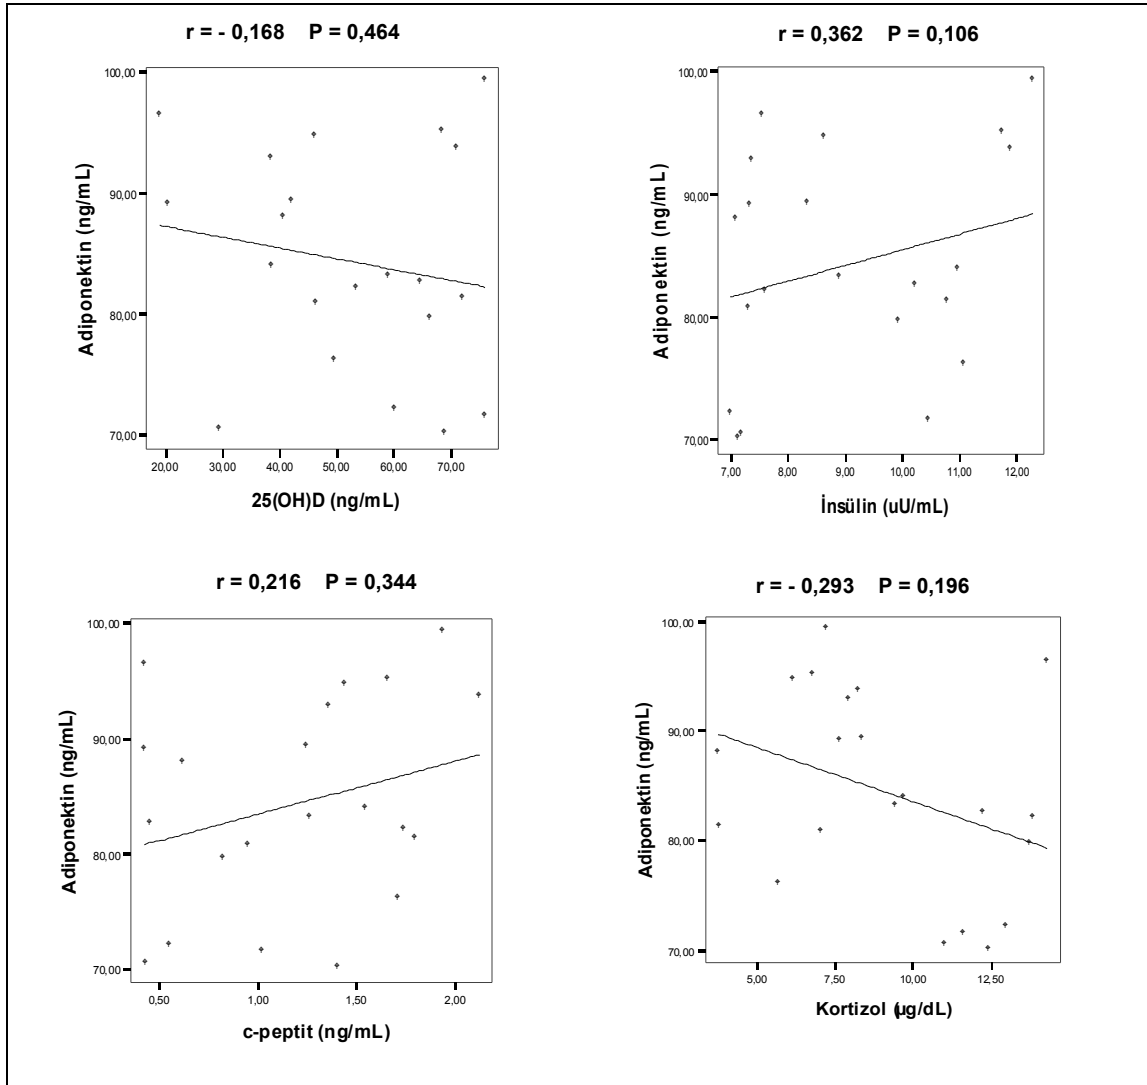 r = - 0,168 P = 0,464
100,00
90,00
80,00
70,00
Adiponektin (ng/mL)
20,00 30,00 40,00 50,00 60,00 70,00
25(OH)D (ng/mL)
r = 0,362 P = 0,106
100,00
90,00
80,00
70,00
Adiponektin (ng/mL)
7,00 8,00 9,00 10,00 11,00 12,00
İnsülin (uU/mL)
r = 0,216 P = 0,344
100,00
90,00
80,00
70,00
Adiponektin (ng/mL)
0,50 1,00 1,50 2,00
c-peptit (ng/mL)
r = - 0,293 P = 0,196
100,00
90,00
80,00
70,00
Adiponektin (ng/mL)
5,00 7,50 10,00 12,50
Kortizol (µg/dL)